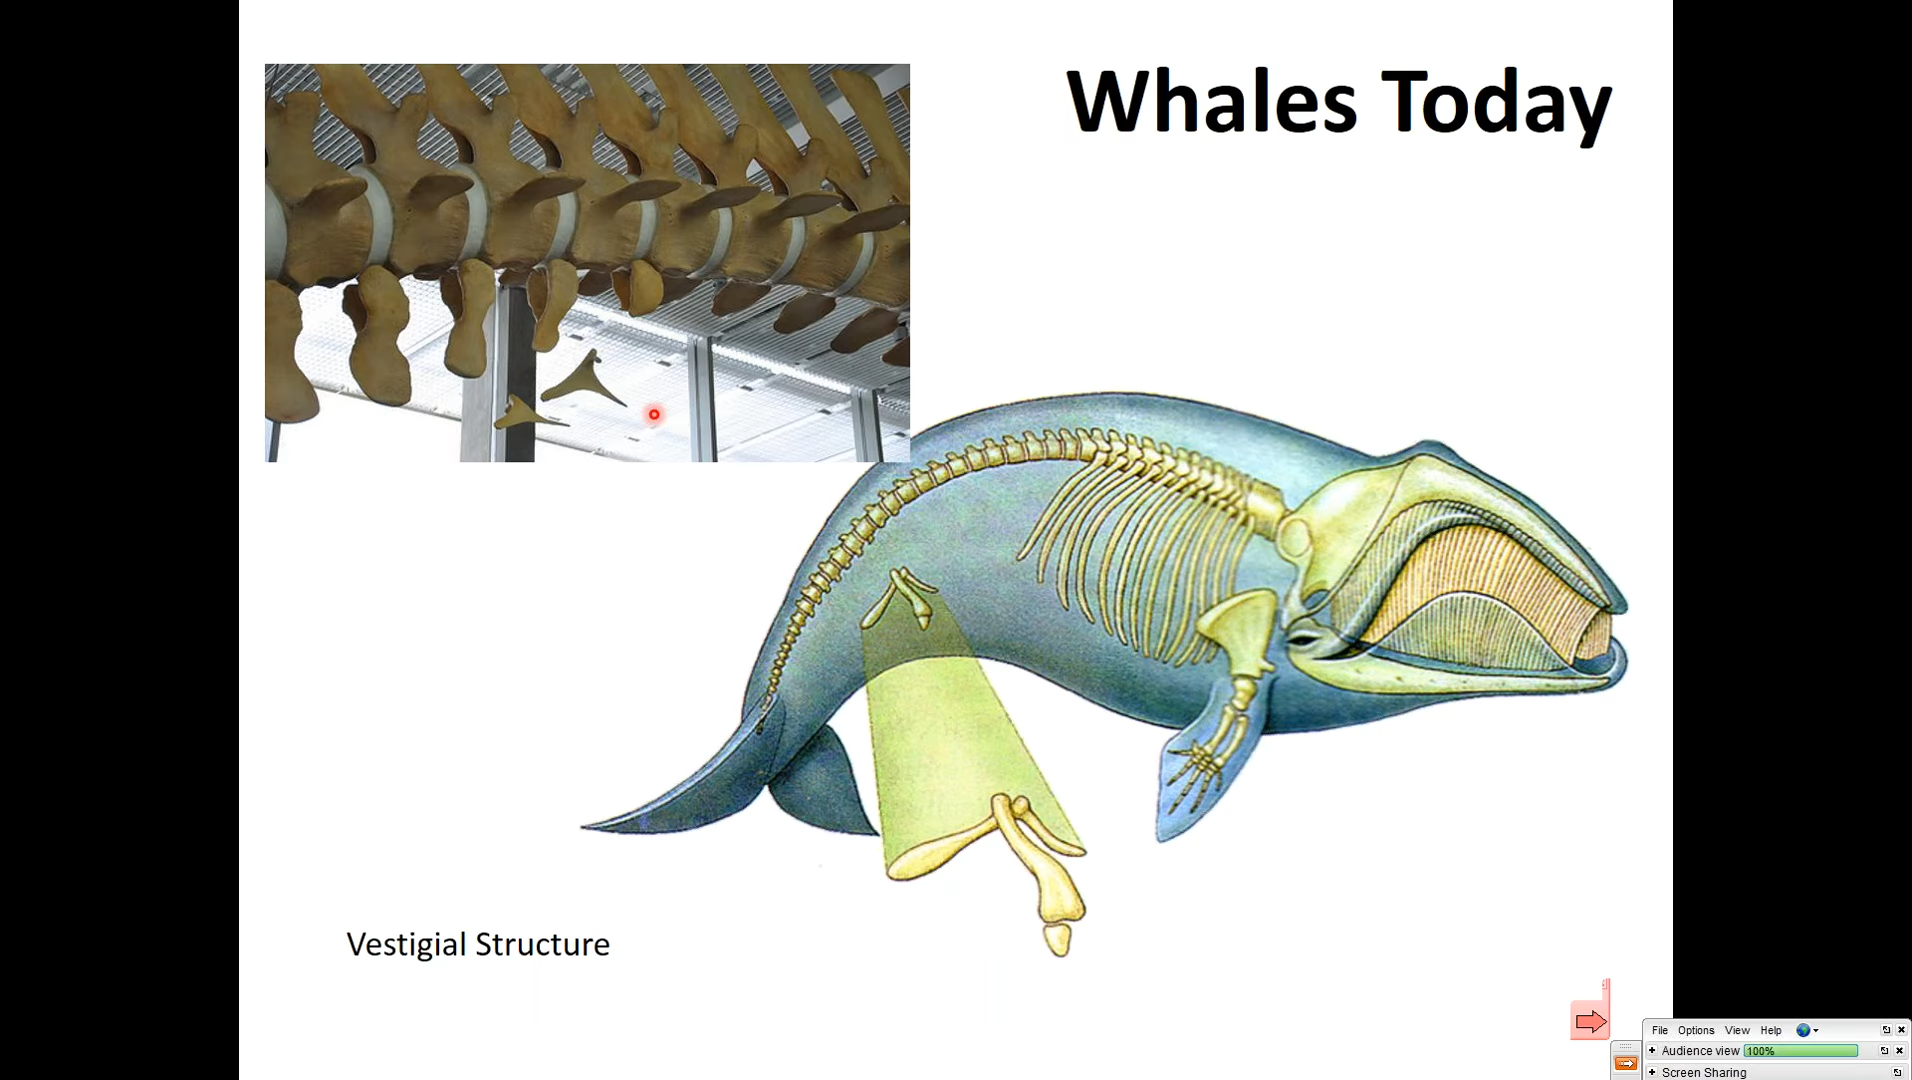 Whales Today
Vestigial Structure
File Options View Help
Audience view 100%
Screen Sharing